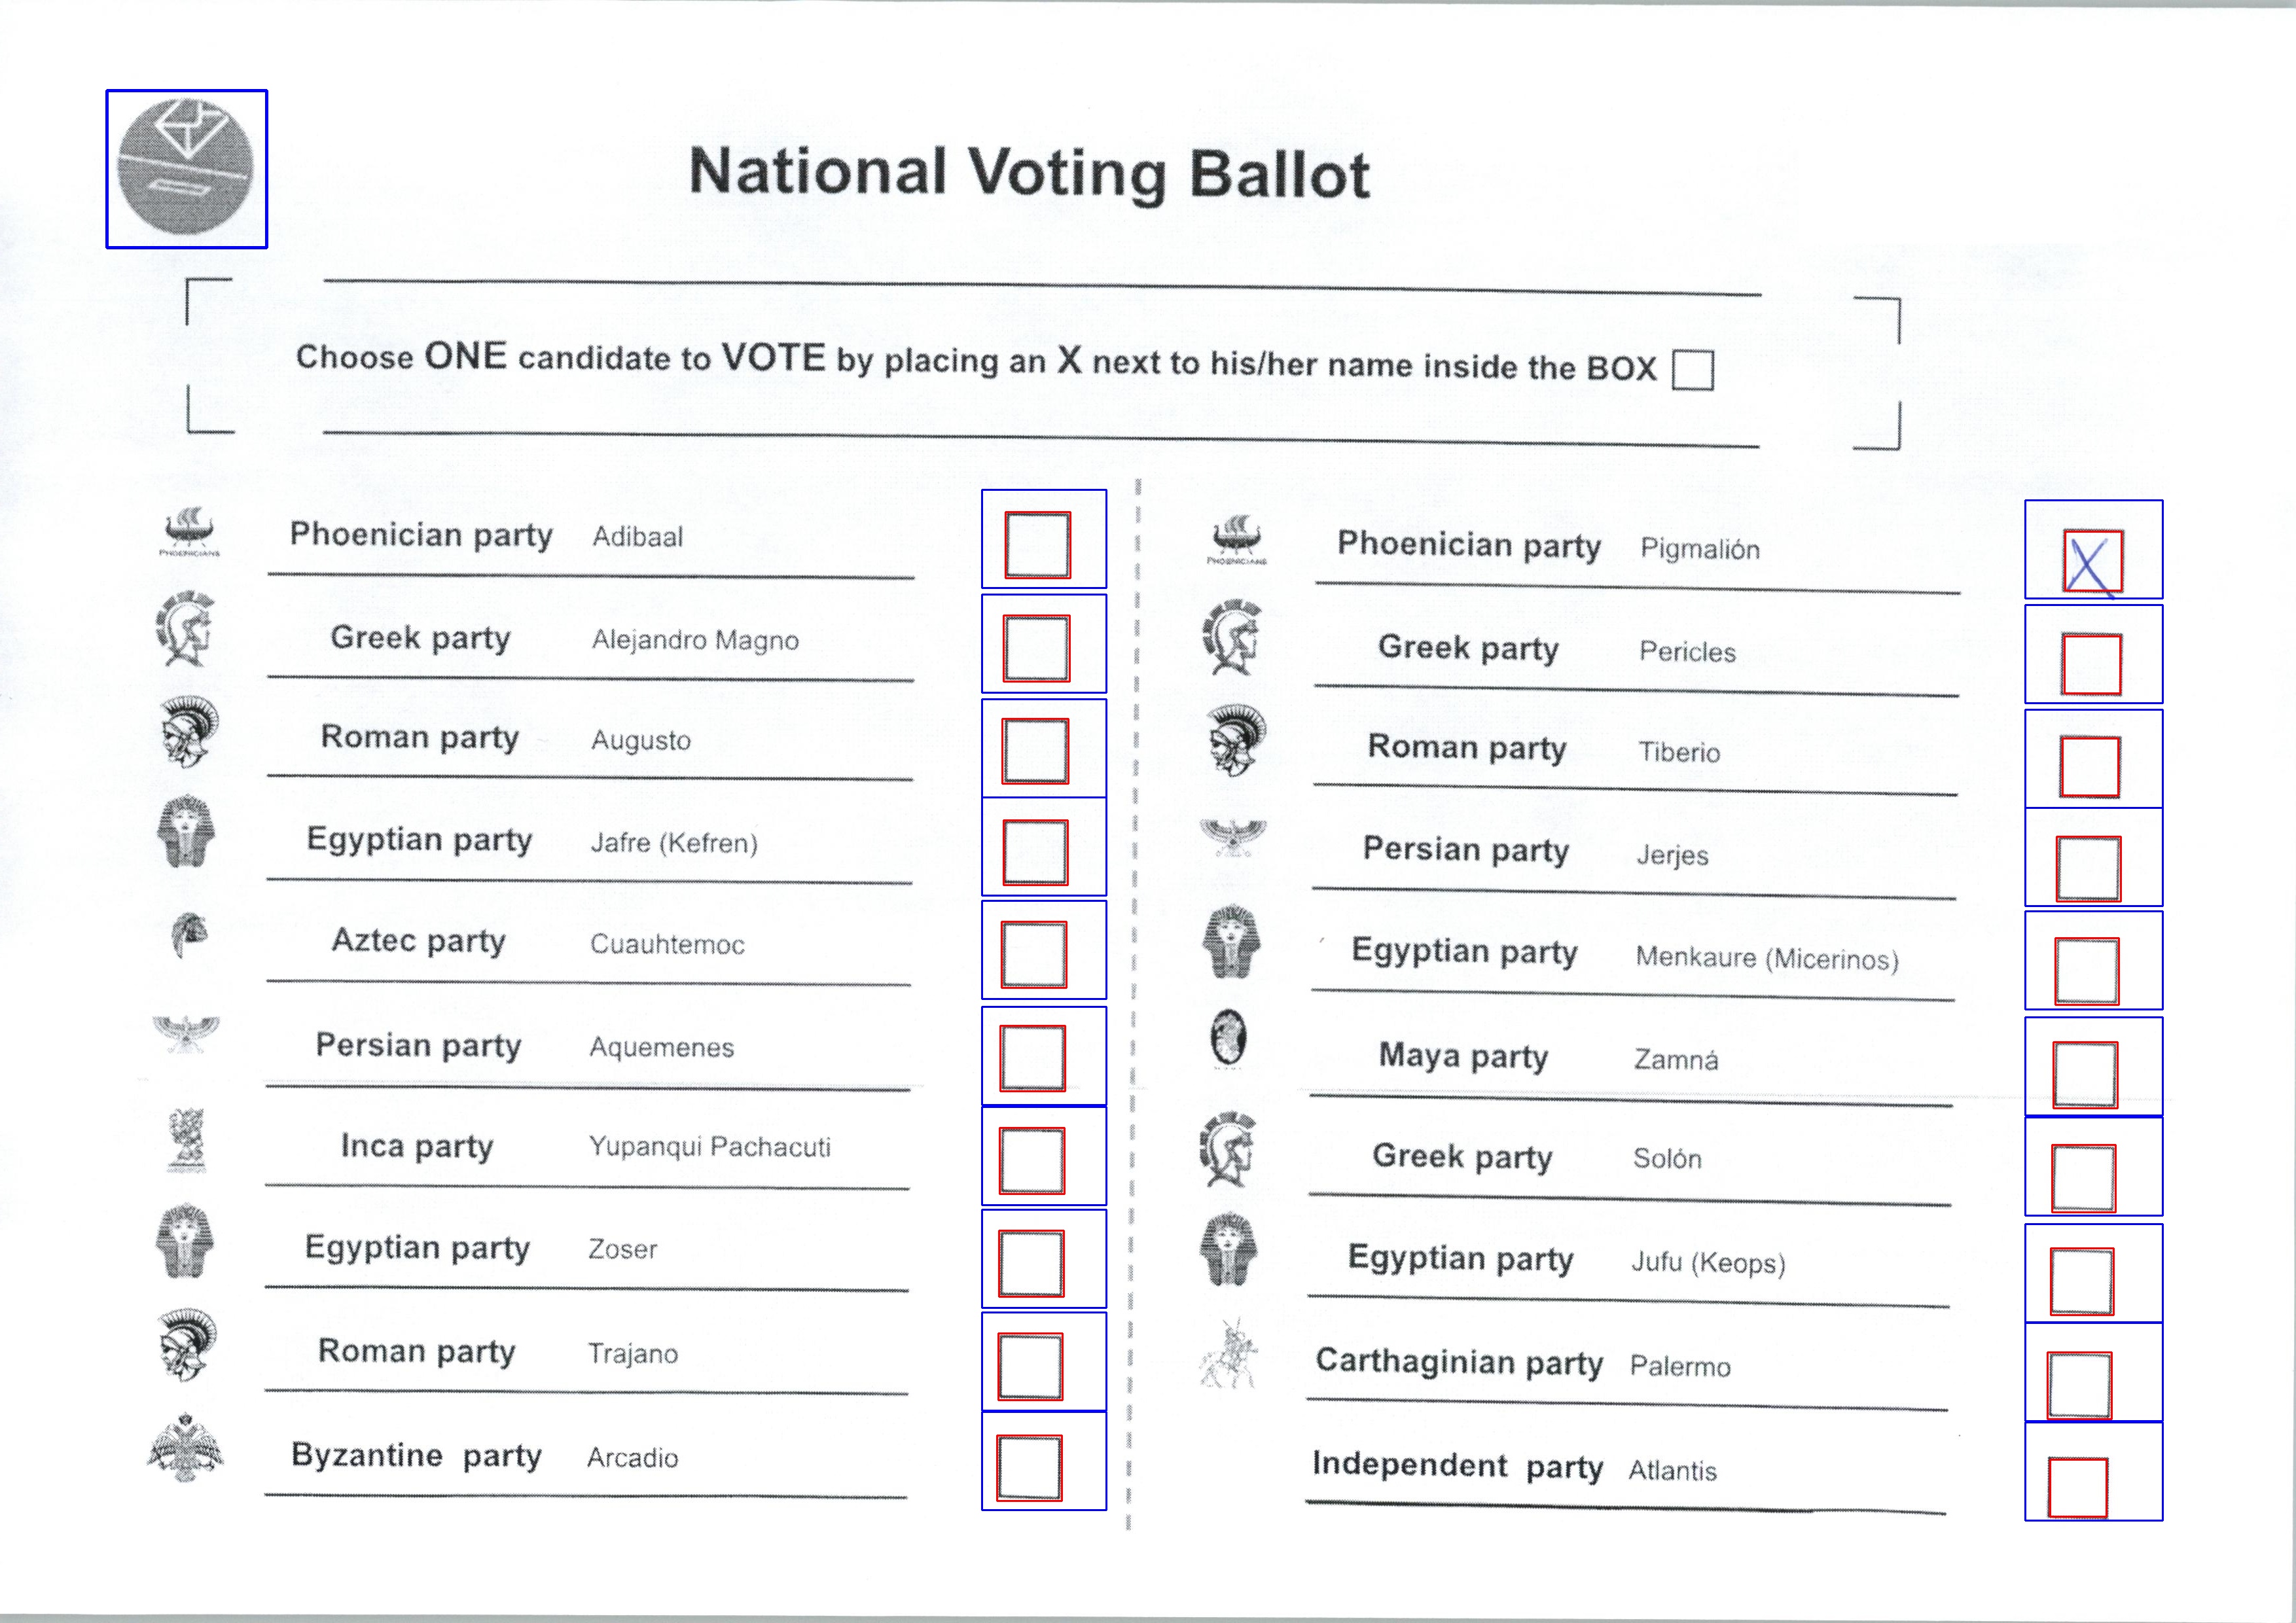 National Voting Ballot
Choose ONE candidate to VOTE by placing an X next to his/her name inside the BOX
PHOENICIANS
Phoenician party Adibaal
Greek party Alejandro Magno
Roman party Augusto
Egyptian party Jafre (Kefren)
Aztec party Cuauhtemoc
Persian party Aquemenes
Inca party Yupanqui Pachacuti
Egyptian party Zoser
Roman party Trajano
Byzantine party Arcadio
PHOENICIANS
Phoenician party Pigmalión
X
Greek party Pericles
Roman party Tiberio
Persian party Jerjes
Egyptian party Menkaure (Micerinos)
Maya party Zamná
Greek party Solón
Egyptian party Jufu (Keops)
Carthaginian party Palermo
Independent party Atlantis